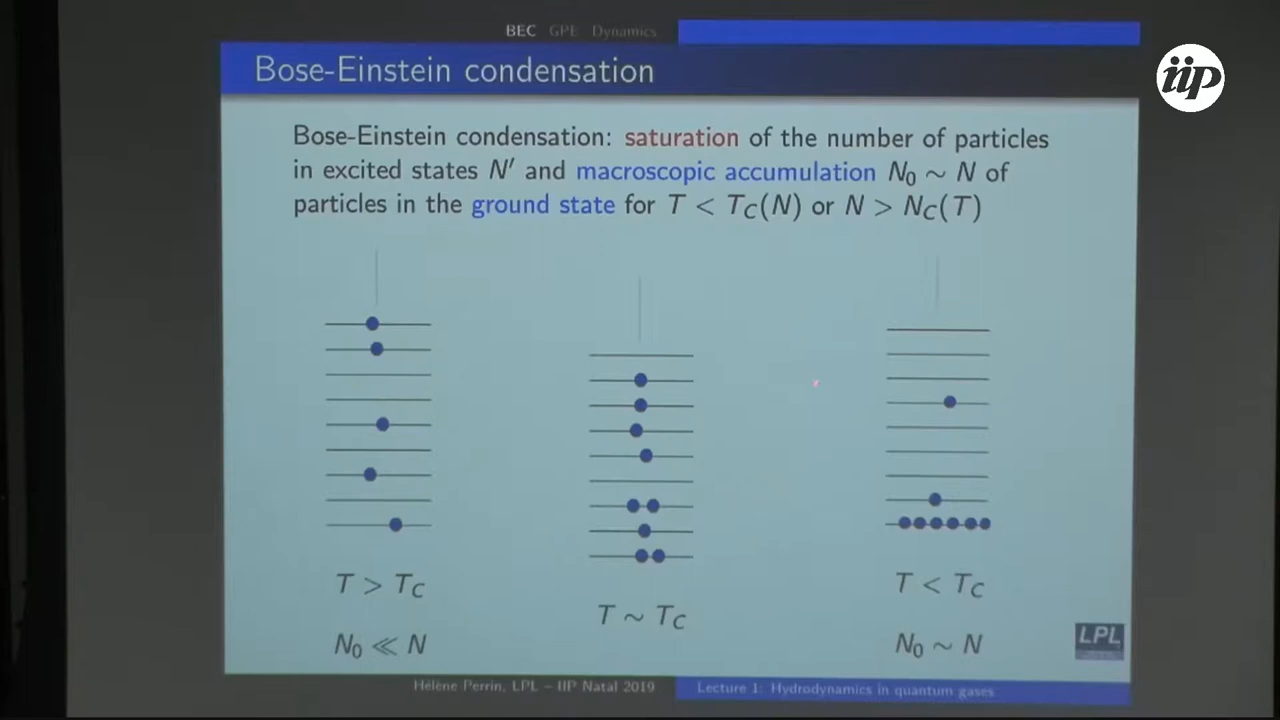 BEC GPE Dynamics
iip
Bose-Einstein condensation
Bose-Einstein condensation: saturation of the number of particles
in excited states N′ and macroscopic accumulation N₀ ∼ N of
particles in the ground state for T < T_C(N) or N > N_C(T)
T > T_C
N₀ ≪ N
T ∼ T_C
T < T_C
N₀ ∼ N
LPL
Hélène Perrin, LPL – IIP Natal 2019
Lecture 1: Hydrodynamics in quantum gases